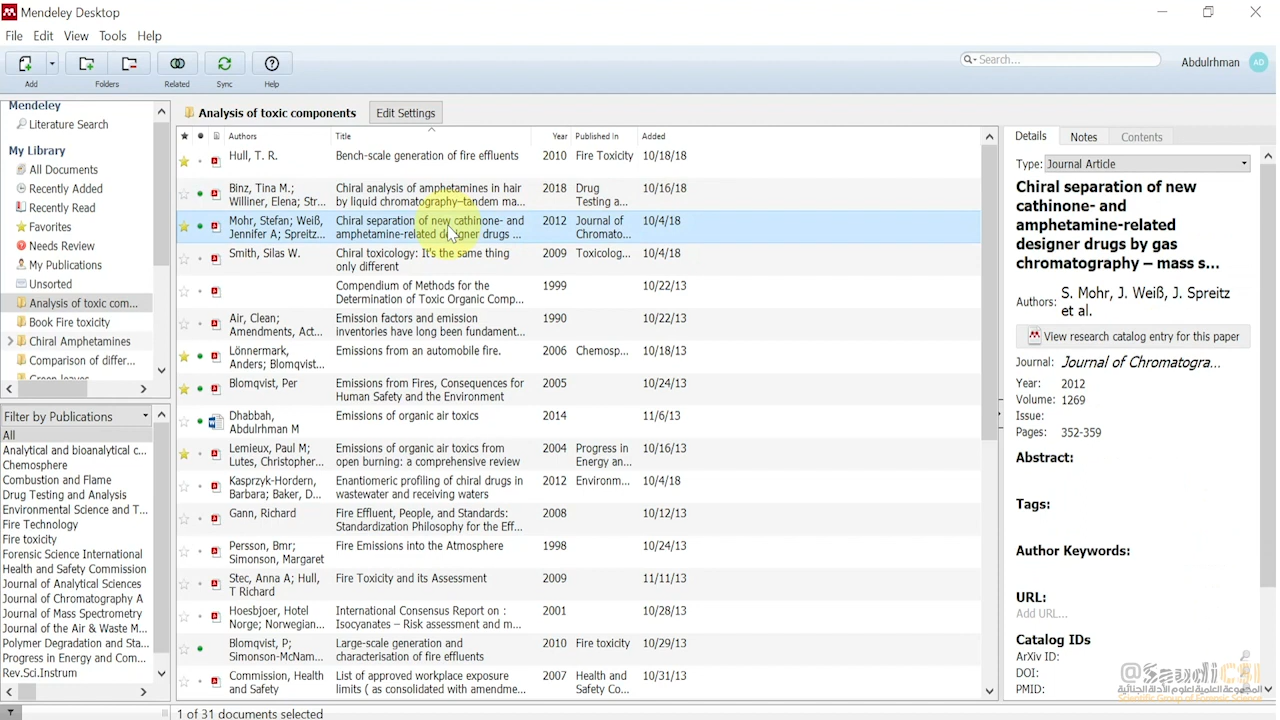 Mendeley Desktop
File Edit View Tools Help
Add Folders Related Sync Help
Search...
Abdulrhman AD
Mendeley
Literature Search
My Library
All Documents
Recently Added
Recently Read
Favorites
Needs Review
My Publications
Unsorted
Analysis of toxic com...
Book Fire toxicity
Chiral Amphetamines
Comparison of differ...
Green leaves
Filter by Publications
All
Analytical and bioanalytical c...
Chemosphere
Combustion and Flame
Drug Testing and Analysis
Environmental Science and T...
Fire Technology
Fire toxicity
Forensic Science International
Health and Safety Commission
Journal of Analytical Sciences
Journal of Chromatography A
Journal of Mass Spectrometry
Journal of the Air & Waste M...
Polymer Degradation and Sta...
Progress in Energy and Com...
Rev.Sci.Instrum
Analysis of toxic components Edit Settings
Authors Title Year Published In Added
Hull, T. R. Bench-scale generation of fire effluents 2010 Fire Toxicity 10/18/18
Binz, Tina M.; Chiral analysis of amphetamines in hair 2018 Drug 10/16/18
Williner, Elena; Str... by liquid chromatography–tandem ma... Testing a...
Mohr, Stefan; Weiß, Chiral separation of new cathinone- and 2012 Journal of 10/4/18
Jennifer A; Spreitz... amphetamine-related designer drugs ... Chromato...
Smith, Silas W. Chiral toxicology: It's the same thing 2009 Toxicolog... 10/4/18
only different
Compendium of Methods for the 1999 10/22/13
Determination of Toxic Organic Comp...
Air, Clean; Emission factors and emission 1990 10/22/13
Amendments, Act... inventories have long been fundament...
Lönnermark, Emissions from an automobile fire. 2006 Chemosp... 10/18/13
Anders; Blomqvist...
Blomqvist, Per Emissions from Fires, Consequences for 2005 10/24/13
Human Safety and the Environment
Dhabbah, Emissions of organic air toxics 2014 11/6/13
Abdulrhman M
Lemieux, Paul M; Emissions of organic air toxics from 2004 Progress in 10/16/13
Lutes, Christopher... open burning: a comprehensive review Energy an...
Kasprzyk-Hordern, Enantiomeric profiling of chiral drugs in 2012 Environm... 10/4/18
Barbara; Baker, D... wastewater and receiving waters
Gann, Richard Fire Effluent, People, and Standards: 2008 10/12/13
Standardization Philosophy for the Eff...
Persson, Bmr; Fire Emissions into the Atmosphere 1998 10/24/13
Simonson, Margaret
Stec, Anna A; Hull, Fire Toxicity and its Assessment 2009 11/11/13
T Richard
Hoesbjoer, Hotel International Consensus Report on : 2001 10/28/13
Norge; Norwegian... Isocyanates – Risk assessment and m...
Blomqvist, P; Large-scale generation and 2010 Fire toxicity 10/29/13
Simonson-McNam... characterisation of fire effluents
Commission, Health List of approved workplace exposure 2007 Health and 10/31/13
and Safety limits ( as consolidated with amendme... Safety Co...
Details Notes Contents
Type: Journal Article
Chiral separation of new
cathinone- and
amphetamine-related
designer drugs by gas
chromatography – mass s...
Authors: S. Mohr, J. Weiß, J. Spreitz
et al.
View research catalog entry for this paper
Journal: Journal of Chromatogra...
Year: 2012
Volume: 1269
Issue:
Pages: 352-359
Abstract:
Tags:
Author Keywords:
URL:
Add URL...
Catalog IDs
ArXiv ID:
DOI:
PMID:
@SaudiCSI
المجموعة العلمية لعلوم الأدلة الجنائية
Scientific Group of Forensic Science
1 of 31 documents selected